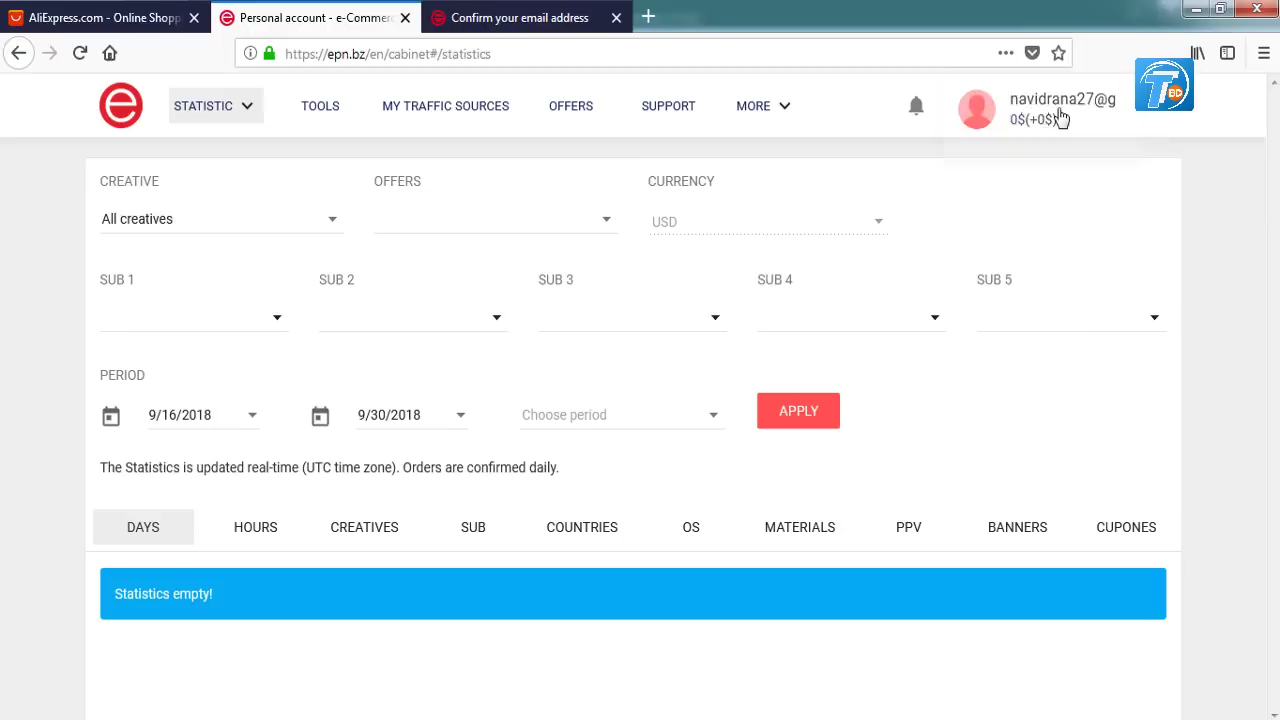 AliExpress.com - Online Shopp
Personal account - e-Commer
Confirm your email address
https://epn.bz/en/cabinet#/statistics
e
STATISTIC
TOOLS
MY TRAFFIC SOURCES
OFFERS
SUPPORT
MORE
navidrana27@g
0$(+0$)
T
BD
CREATIVE
OFFERS
CURRENCY
All creatives
USD
SUB 1
SUB 2
SUB 3
SUB 4
SUB 5
PERIOD
9/16/2018
9/30/2018
Choose period
APPLY
The Statistics is updated real-time (UTC time zone). Orders are confirmed daily.
DAYS
HOURS
CREATIVES
SUB
COUNTRIES
OS
MATERIALS
PPV
BANNERS
CUPONES
Statistics empty!